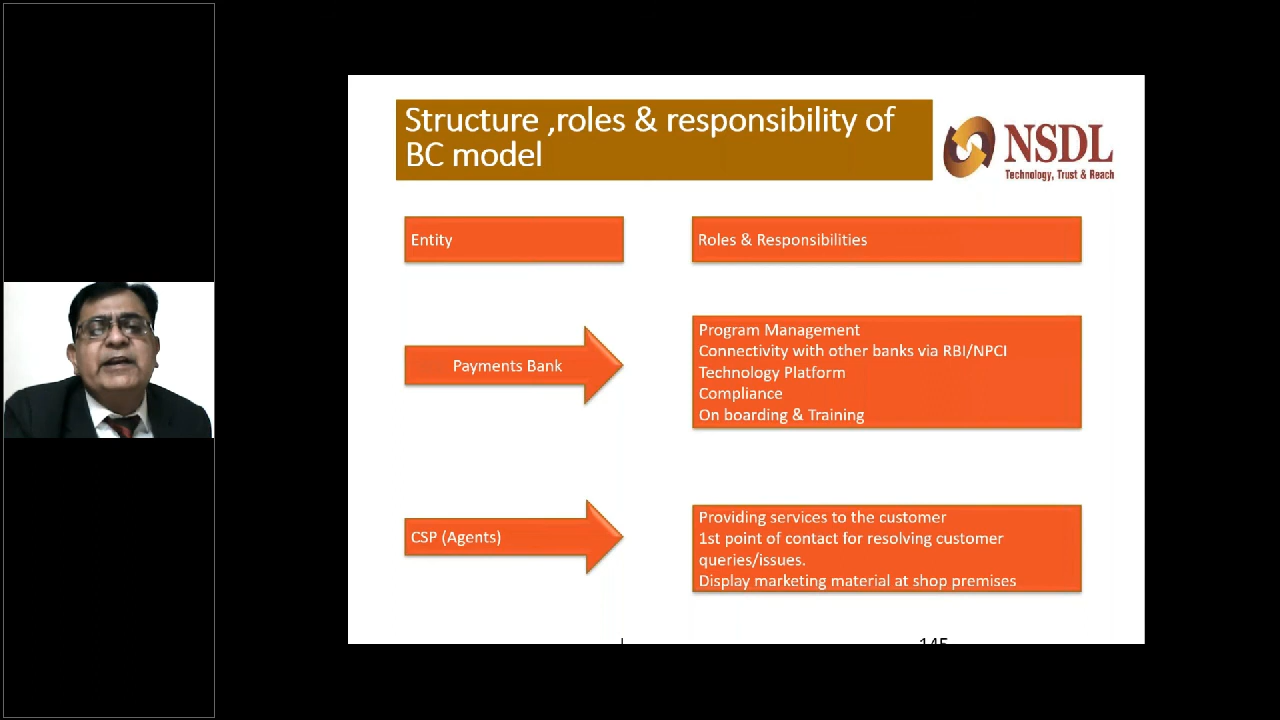 Structure ,roles & responsibility of
BC model
NSDL
Technology, Trust & Reach
Entity
Roles & Responsibilities
Payments Bank
Program Management
Connectivity with other banks via RBI/NPCI
Technology Platform
Compliance
On boarding & Training
CSP (Agents)
Providing services to the customer
1st point of contact for resolving customer
queries/issues.
Display marketing material at shop premises
145